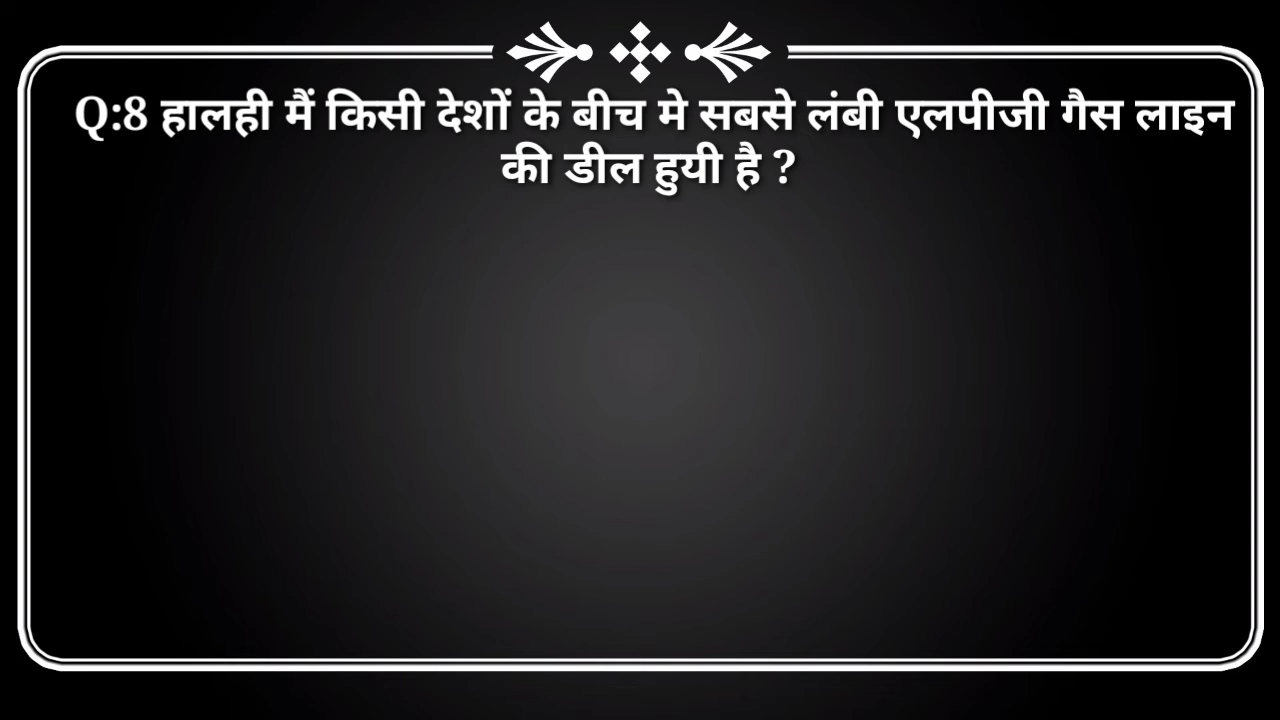 Q:8 हालही मैं किसी देशों के बीच मे सबसे लंबी एलपीजी गैस लाइन
की डील हुयी है ?